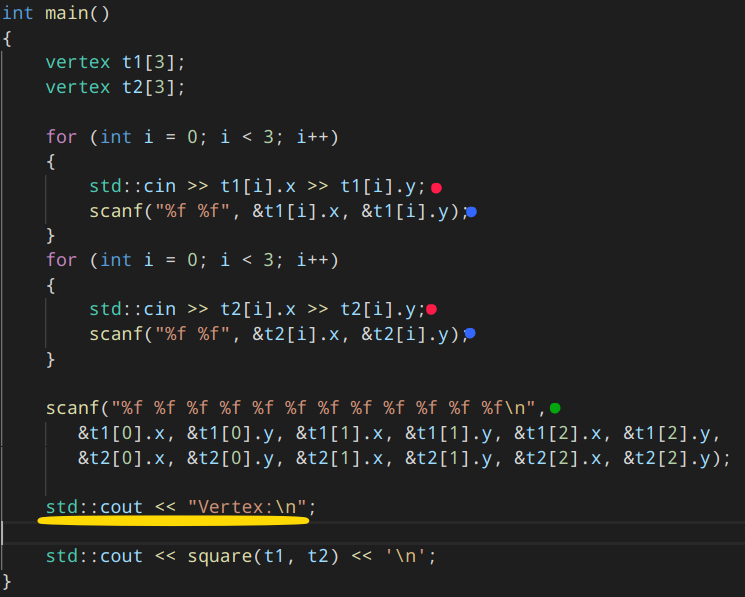 int main()
{
    vertex t1[3];
    vertex t2[3];

    for (int i = 0; i < 3; i++)
    {
        std::cin >> t1[i].x >> t1[i].y;
        scanf("%f %f", &t1[i].x, &t1[i].y);
    }
    for (int i = 0; i < 3; i++)
    {
        std::cin >> t2[i].x >> t2[i].y;
        scanf("%f %f", &t2[i].x, &t2[i].y);
    }

    scanf("%f %f %f %f %f %f %f %f %f %f %f %f\n",
       &t1[0].x, &t1[0].y, &t1[1].x, &t1[1].y, &t1[2].x, &t1[2].y,
       &t2[0].x, &t2[0].y, &t2[1].x, &t2[1].y, &t2[2].x, &t2[2].y);

    std::cout << "Vertex:\n";

    std::cout << square(t1, t2) << '\n';
}